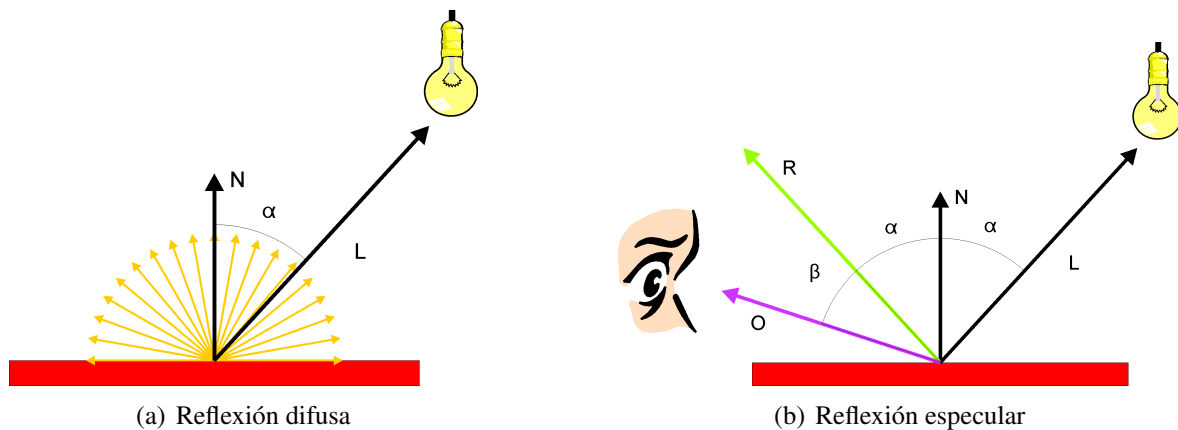 N
α
L
(a) Reflexión difusa
R
N
α
α
β
L
O
(b) Reflexión especular